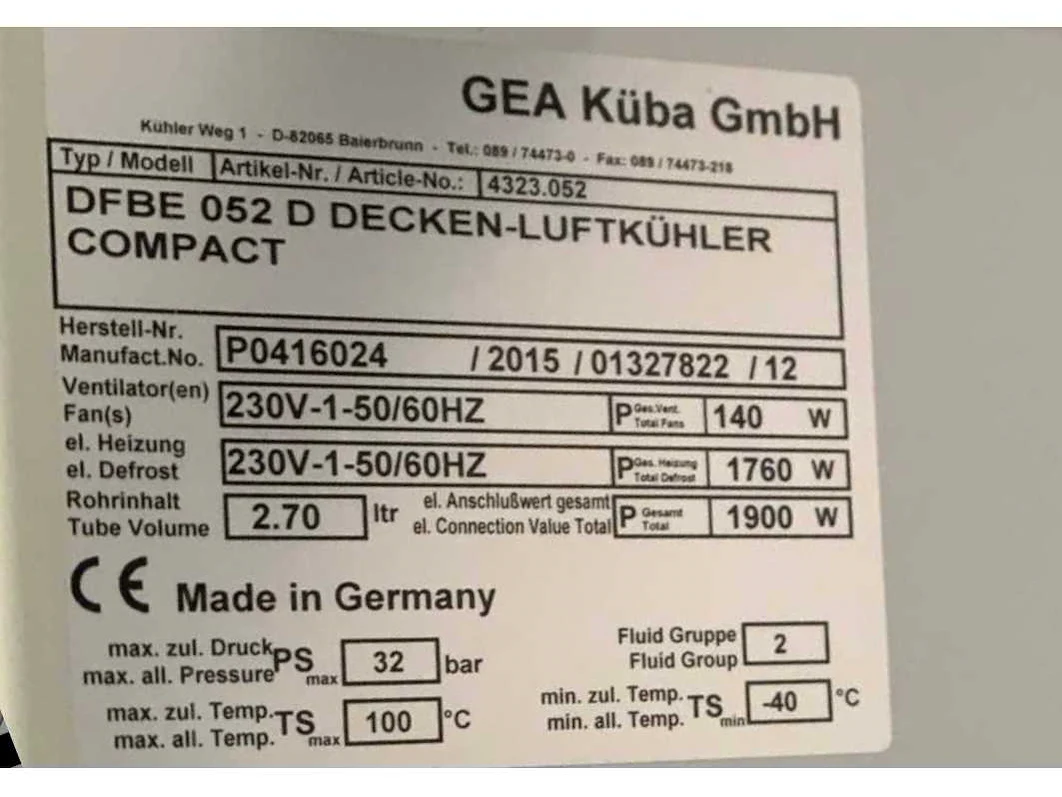 GEA Küba GmbH
Kühler Weg 1 - D-82065 Baierbrunn - Tel.: 089 / 74473-0 - Fax: 089 / 74473-218
Typ / Modell Artikel-Nr. / Article-No.: 4323.052
DFBE 052 D DECKEN-LUFTKÜHLER
COMPACT
Herstell-Nr.
Manufact.No. P0416024 / 2015 / 01327822 / 12
Ventilator(en)
Fan(s) 230V-1-50/60HZ P Ges.Vent. Total Fans 140 W
el. Heizung
el. Defrost 230V-1-50/60HZ P Ges. Heizung Total Defrost 1760 W
Rohrinhalt
Tube Volume 2.70 ltr el. Anschlußwert gesamt el. Connection Value Total P Gesamt Total 1900 W
CE Made in Germany
max. zul. Druck
max. all. Pressure PS max 32 bar
Fluid Gruppe
Fluid Group 2
max. zul. Temp.
max. all. Temp. TS max 100 °C
min. zul. Temp.
min. all. Temp. TS min -40 °C